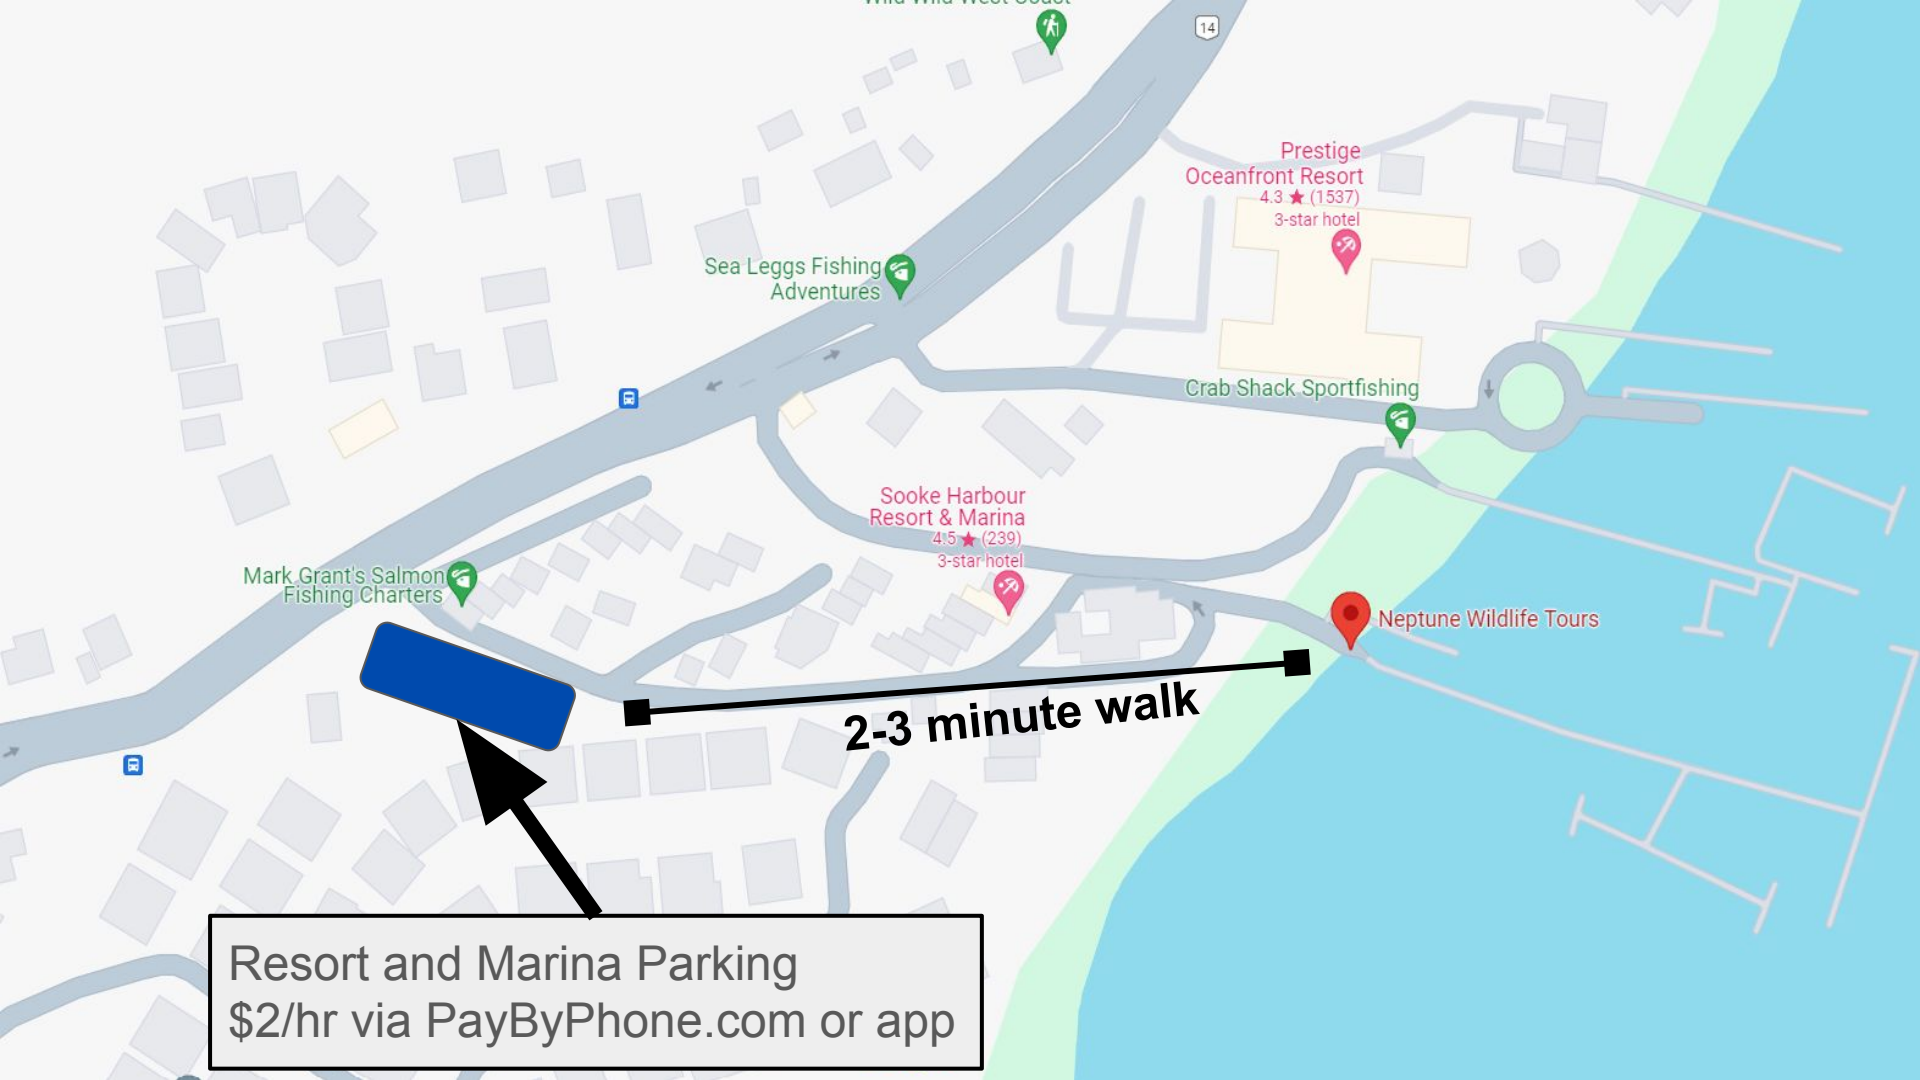 Wild Wild West Coast
14
Prestige
Oceanfront Resort
4.3 ★ (1537)
3-star hotel
Sea Leggs Fishing
Adventures
Crab Shack Sportfishing
Sooke Harbour
Resort & Marina
4.5 ★ (239)
3-star hotel
Mark Grant's Salmon
Fishing Charters
Neptune Wildlife Tours
2-3 minute walk
Resort and Marina Parking
$2/hr via PayByPhone.com or app